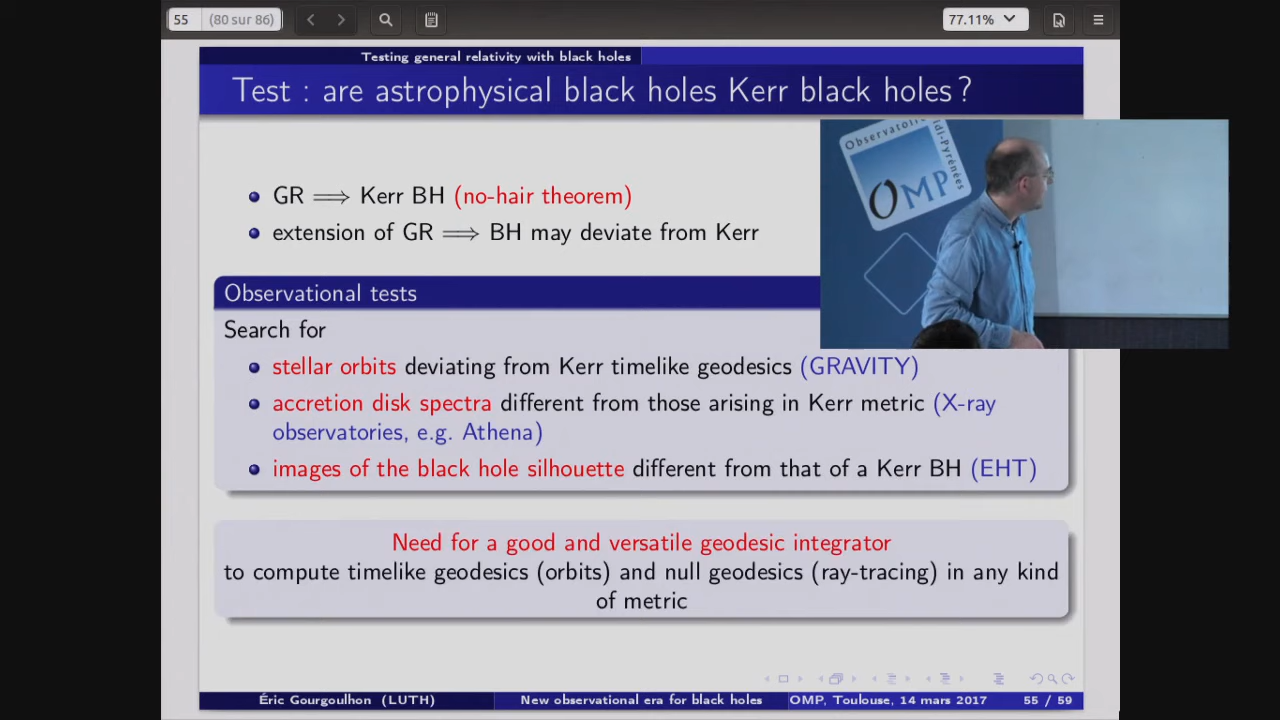 55 (80 sur 86)
77.11%
Testing general relativity with black holes
Test : are astrophysical black holes Kerr black holes ?
GR ⟹ Kerr BH (no-hair theorem)
extension of GR ⟹ BH may deviate from Kerr
Observatoire Midi-Pyrénées
OMP
Observational tests
Search for
stellar orbits deviating from Kerr timelike geodesics (GRAVITY)
accretion disk spectra different from those arising in Kerr metric (X-ray
observatories, e.g. Athena)
images of the black hole silhouette different from that of a Kerr BH (EHT)
Need for a good and versatile geodesic integrator
to compute timelike geodesics (orbits) and null geodesics (ray-tracing) in any kind
of metric
Éric Gourgoulhon (LUTH) New observational era for black holes OMP, Toulouse, 14 mars 2017 55 / 59